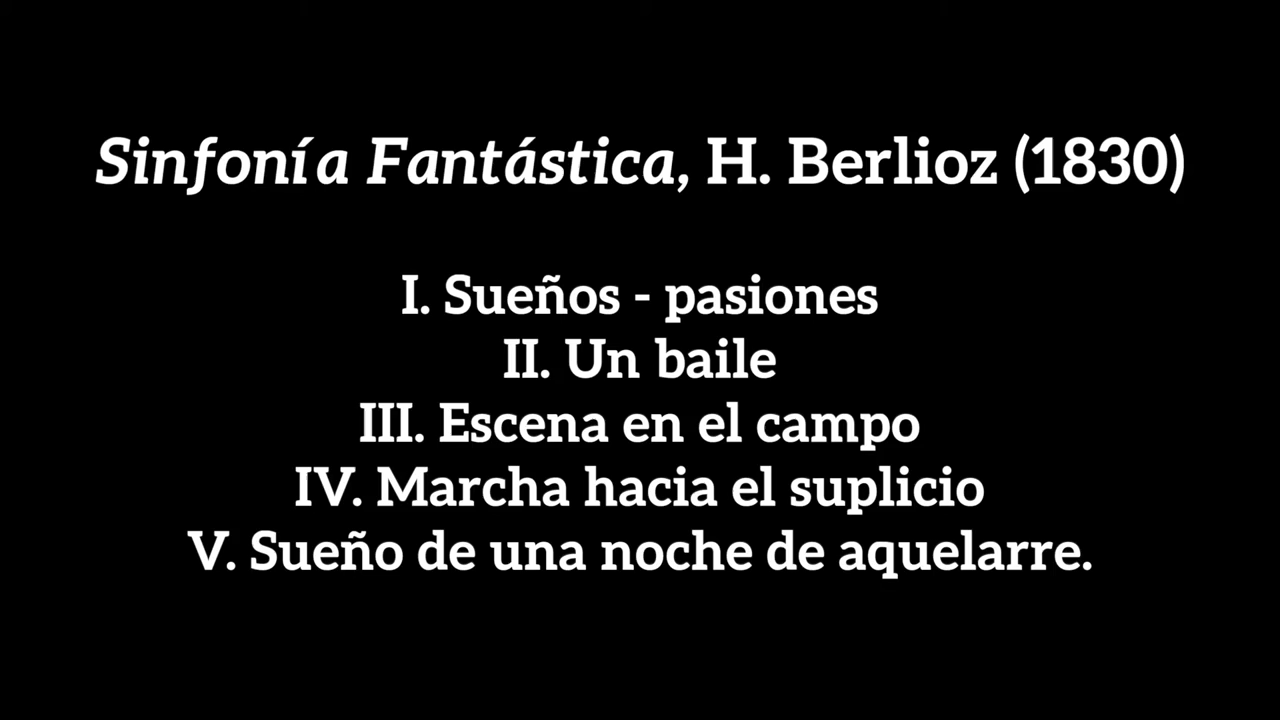 Sinfonía Fantástica, H. Berlioz (1830)
I. Sueños - pasiones
II. Un baile
III. Escena en el campo
IV. Marcha hacia el suplicio
V. Sueño de una noche de aquelarre.